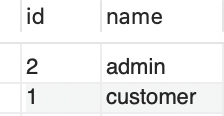 id name
2 admin
1 customer